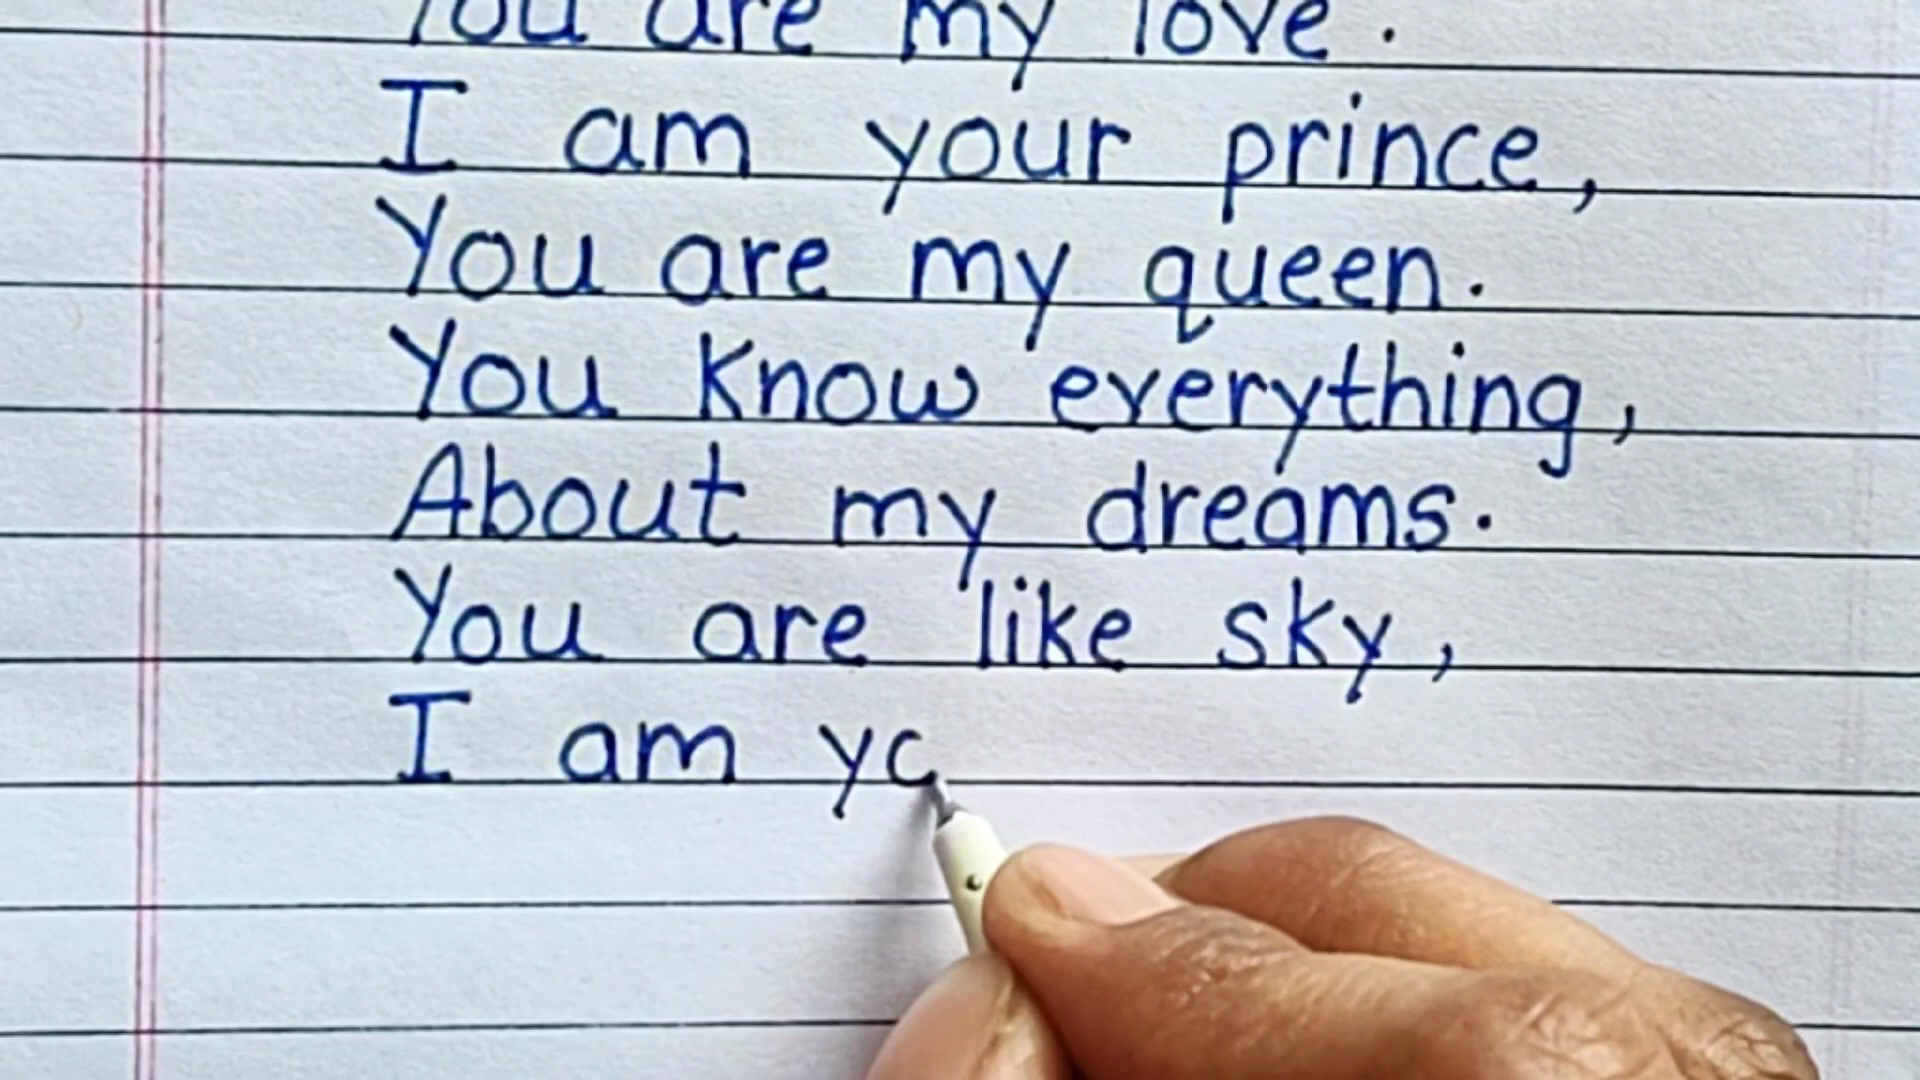 You are my love.
I am your prince,
You are my queen.
You know everything,
About my dreams.
You are like sky,
I am yo